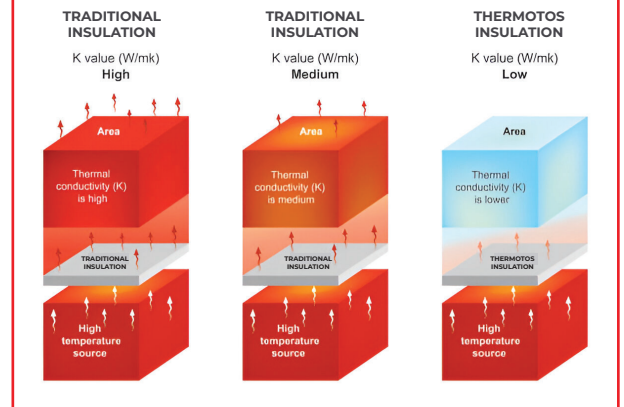 TRADITIONAL
INSULATION
K value (W/mk)
High
Area
Thermal
conductivity (K)
is high
TRADITIONAL
INSULATION
High
temperature
source
TRADITIONAL
INSULATION
K value (W/mk)
Medium
Area
Thermal
conductivity (K)
is medium
TRADITIONAL
INSULATION
High
temperature
source
THERMOTOS
INSULATION
K value (W/mk)
Low
Area
Thermal
conductivity (K)
is lower
THERMOTOS
INSULATION
High
temperature
source